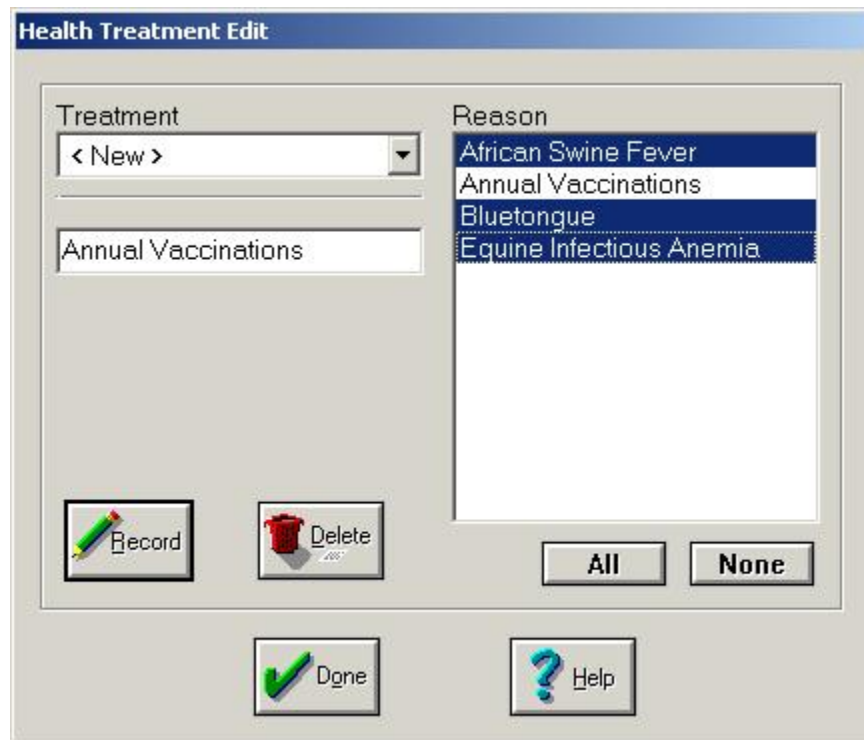 Health Treatment Edit
Treatment
< New >
Annual Vaccinations
Reason
African Swine Fever
Annual Vaccinations
Bluetongue
Equine Infectious Anemia
Record
Delete
All
None
Done
Help